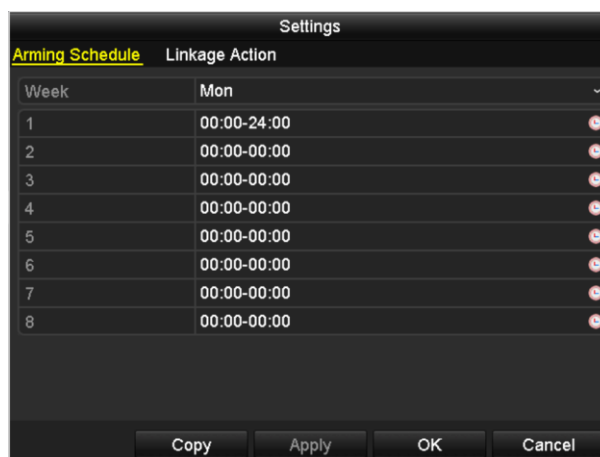 Settings
Arming Schedule Linkage Action
Week Mon
1 00:00-24:00
2 00:00-00:00
3 00:00-00:00
4 00:00-00:00
5 00:00-00:00
6 00:00-00:00
7 00:00-00:00
8 00:00-00:00
Copy Apply OK Cancel